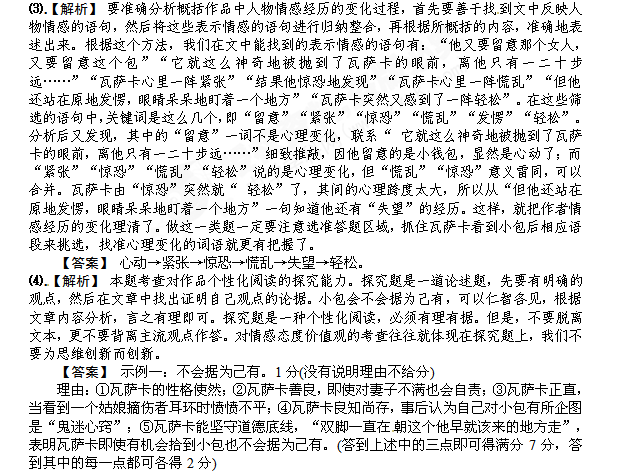 ⑶.【解析】 要准确分析概括作品中人物情感经历的变化过程，首先要善于找到文中反映人
物情感的语句，然后将这些表示情感的语句进行归纳整合，再根据所概括的内容，准确地表
述出来。根据这个方法，我们在文中能找到的表示情感的语句有：“他又要留意那个女人，
又要留意这个包”“它就这么神奇地被抛到了瓦萨卡的眼前，离他只有一二十步
远……”“瓦萨卡心里一阵紧张”“结果他惊恐地发现”“瓦萨卡心里一阵慌乱”“但他
还站在原地发愣，眼睛呆呆地盯着一个地方”“瓦萨卡突然又感到了一阵轻松”。在这些筛
选的语句中，关键词是这么几个，即“留意”“紧张”“惊恐”“慌乱”“发愣”“轻松”。
分析后又发现，其中的“留意”一词不是心理变化，联系“ 它就这么神奇地被抛到了瓦萨
卡的眼前，离他只有一二十步远……”细致推敲，因他留意的是小钱包，显然是心动了；而
“紧张”“惊恐”“慌乱”“轻松”说的是心理变化，但“慌乱”“惊恐”意义雷同，可以
合并。瓦萨卡由“惊恐”突然就“ 轻松”了，其间的心理跨度太大，所以从“但他还站在
原地发愣，眼睛呆呆地盯着一个地方”一句知道他还有“失望”的经历。这样，就把作者情
感经历的变化理清了。做这一类题一定要注意选准答题区域，抓住瓦萨卡看到小包后相应语
段来挑选，找准心理变化的词语就更有把握了。
【答案】 心动→紧张→惊恐→慌乱→失望→轻松。
⑷.【解析】 本题考查对作品个性化阅读的探究能力。探究题是一道论述题，先要有明确的
观点，然后在文章中找出证明自己观点的论据。小包会不会据为己有，可以仁智各见，根据
文章内容分析，言之有理即可。探究题是一种个性化阅读，必须有理有据。但是，不要脱离
文本，更不要背离主流观点作答。对情感态度价值观的考查往往就体现在探究题上，我们不
要为思维创新而创新。
【答案】 示例一：不会据为己有。1 分(没有说明理由不给分)
理由：①瓦萨卡的性格使然；②瓦萨卡善良，即使对妻子不满也会自责；③瓦萨卡正直，
当看到一个姑娘摘伤者耳环时愤愤不平；④瓦萨卡良知尚存，事后认为自己对小包有所企图
是“鬼迷心窍”；⑤瓦萨卡能坚守道德底线，“双脚一直在朝这个他早就该来的地方走”，
表明瓦萨卡即使有机会拾到小包也不会据为己有。(答到上述中的三点即可得满分 7 分，答
到其中的每一点都可各得 2 分)